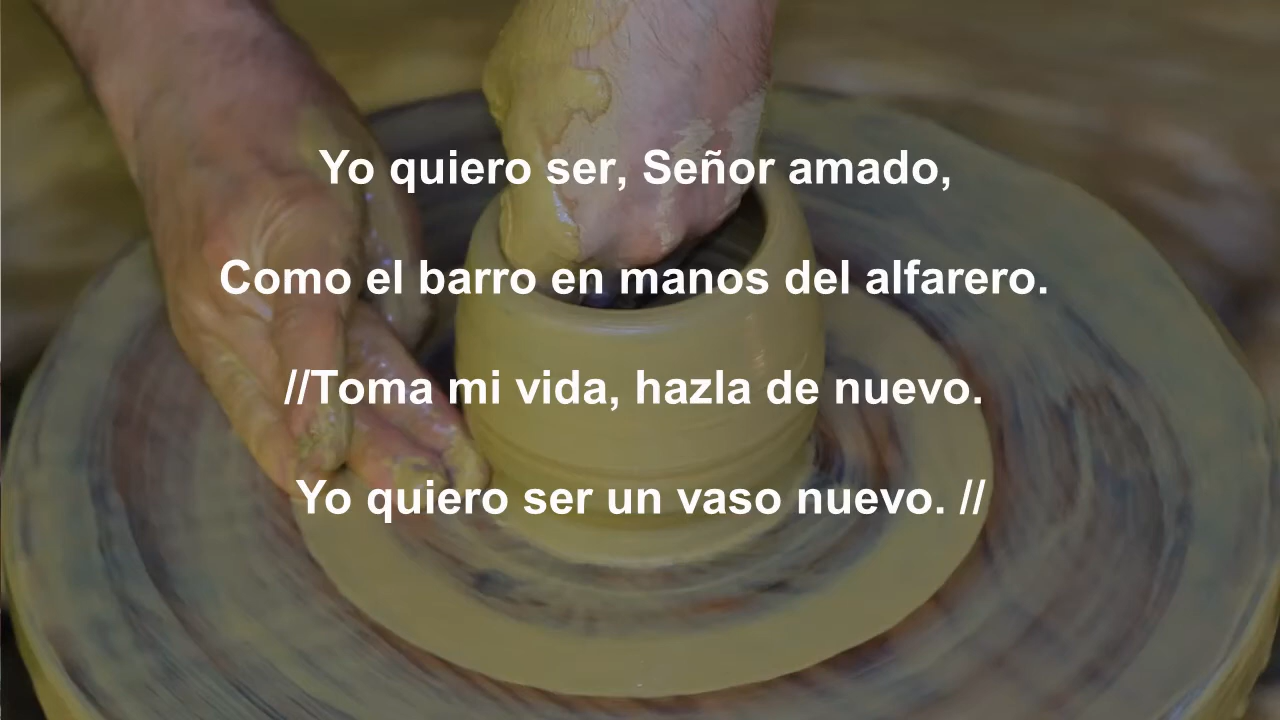 Yo quiero ser, Señor amado,
Como el barro en manos del alfarero.
//Toma mi vida, hazla de nuevo.
Yo quiero ser un vaso nuevo. //